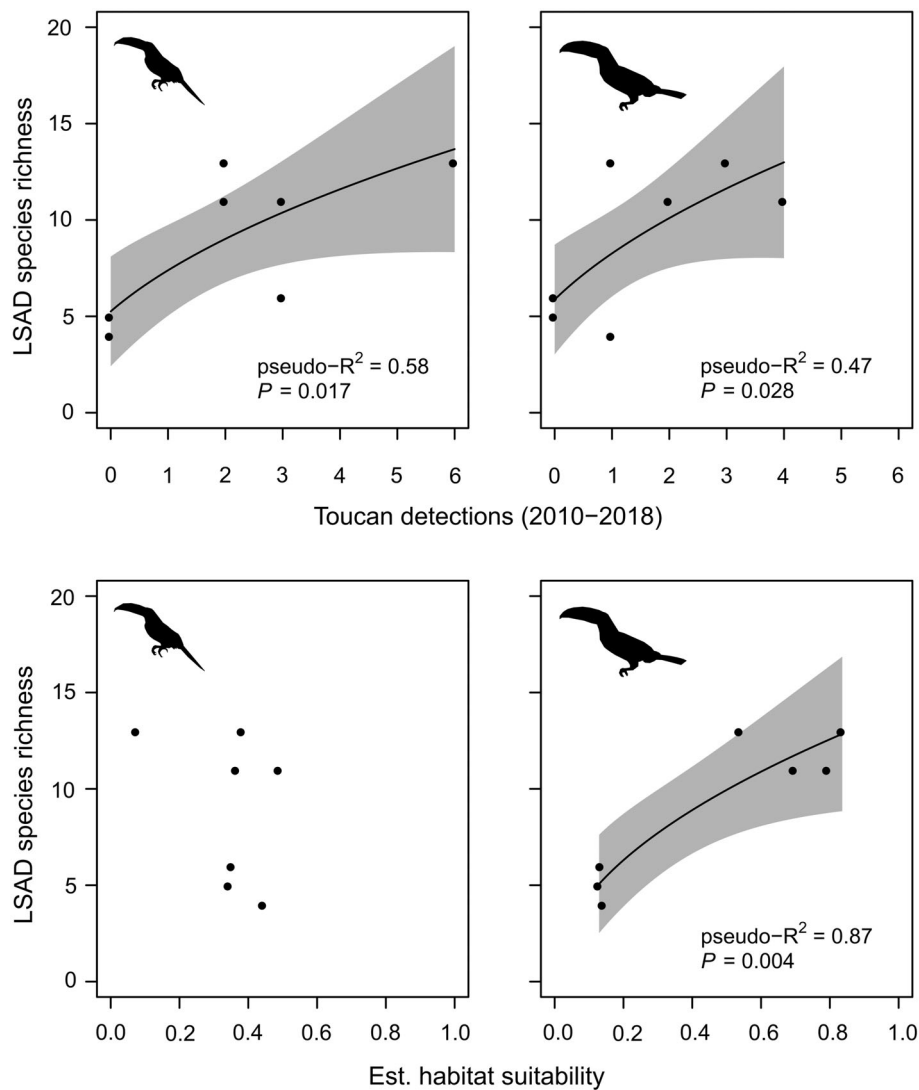 20
15
10
5
0
LSAD species richness
pseudo−R² = 0.58
P = 0.017
0 1 2 3 4 5 6
pseudo−R² = 0.47
P = 0.028
0 1 2 3 4 5 6
Toucan detections (2010−2018)
20
15
10
5
0
LSAD species richness
0.0 0.2 0.4 0.6 0.8 1.0
pseudo−R² = 0.87
P = 0.004
0.0 0.2 0.4 0.6 0.8 1.0
Est. habitat suitability